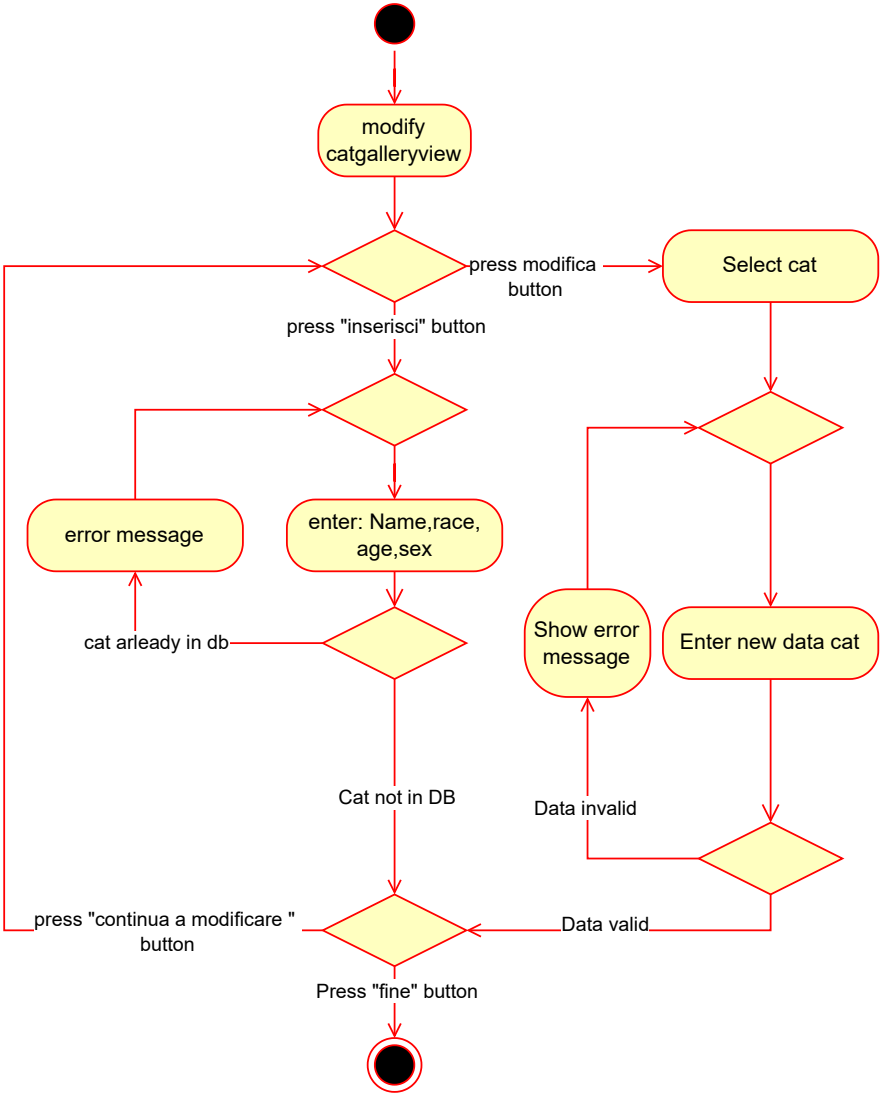 modify
catgalleryview
press modifica
button
Select cat
press "inserisci" button
error message
enter: Name,race,
age,sex
cat arleady in db
Show error
message
Enter new data cat
Cat not in DB
Data invalid
press "continua a modificare "
button
Data valid
Press "fine" button